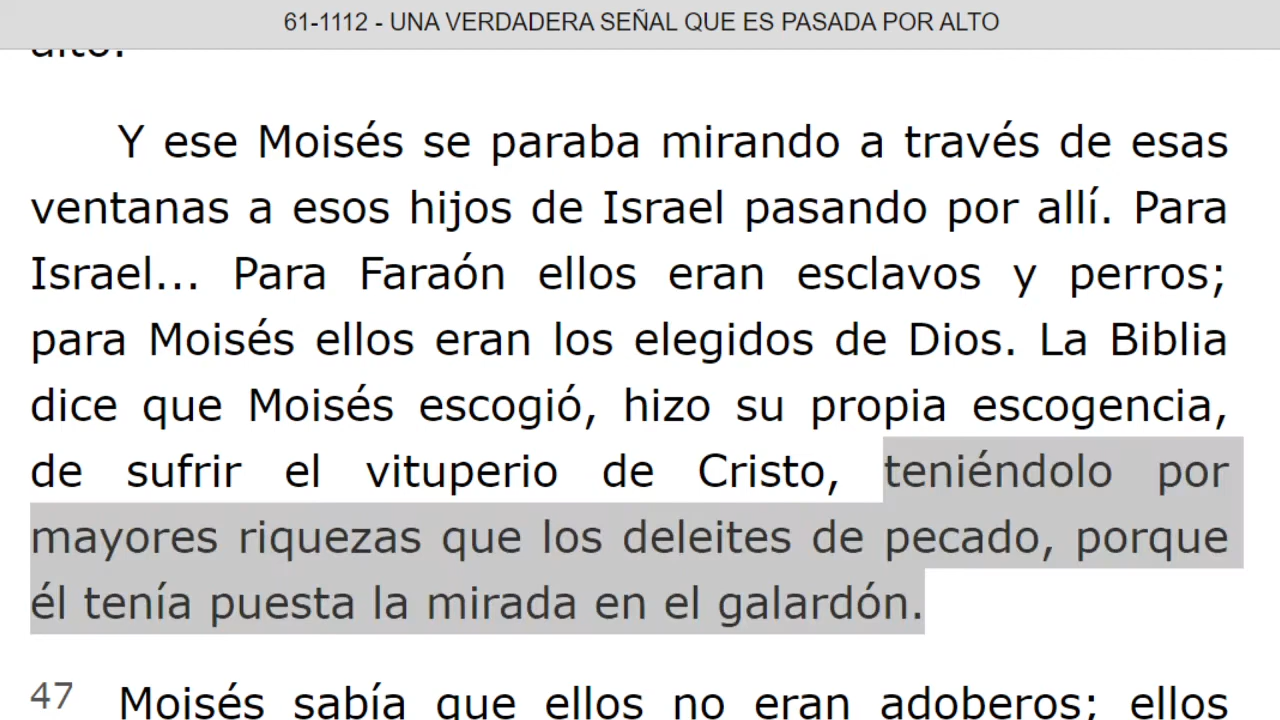 61-1112 - UNA VERDADERA SEÑAL QUE ES PASADA POR ALTO
alto.
Y ese Moisés se paraba mirando a través de esas
ventanas a esos hijos de Israel pasando por allí. Para
Israel... Para Faraón ellos eran esclavos y perros;
para Moisés ellos eran los elegidos de Dios. La Biblia
dice que Moisés escogió, hizo su propia escogencia,
de sufrir el vituperio de Cristo, teniéndolo por
mayores riquezas que los deleites de pecado, porque
él tenía puesta la mirada en el galardón.
47 Moisés sabía que ellos no eran adoberos; ellos